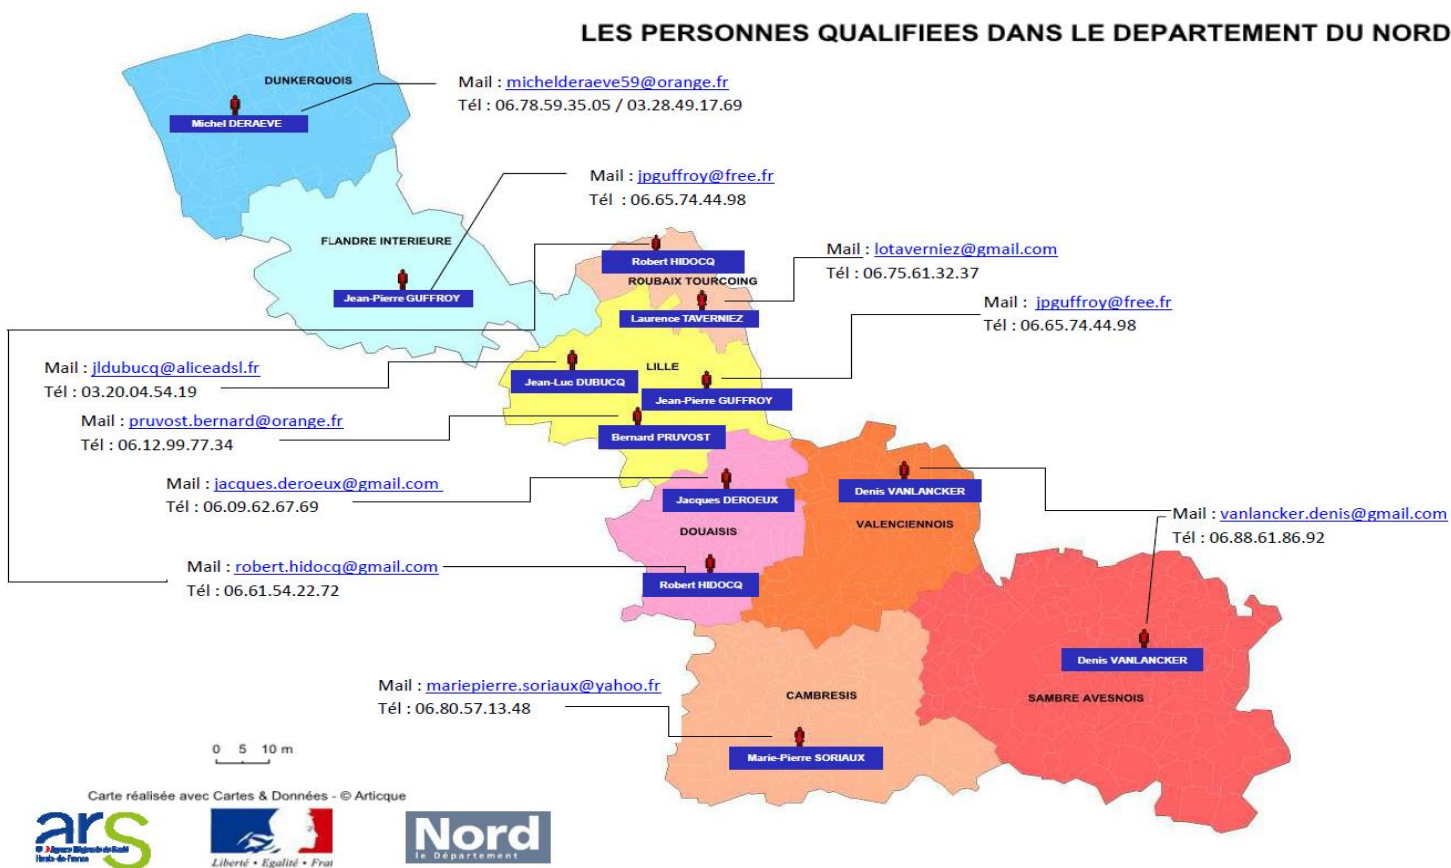 LES PERSONNES QUALIFIEES DANS LE DEPARTEMENT DU NORD
DUNKERQUOIS
Michel DERAEVE
Mail : michelderaeve59@orange.fr
Tél : 06.78.59.35.05 / 03.28.49.17.69
Mail : jpguffroy@free.fr
Tél : 06.65.74.44.98
FLANDRE INTERIEURE
Jean-Pierre GUFFROY
Robert HIDOCQ
ROUBAIX TOURCOING
Laurence TAVERNIEZ
Mail : lotaverniez@gmail.com
Tél : 06.75.61.32.37
Mail : jpguffroy@free.fr
Tél : 06.65.74.44.98
Mail : jldubucq@aliceadsl.fr
Tél : 03.20.04.54.19
LILLE
Jean-Luc DUBUCQ
Jean-Pierre GUFFROY
Mail : pruvost.bernard@orange.fr
Tél : 06.12.99.77.34
Bernard PRUVOST
Mail : jacques.deroeux@gmail.com
Tél : 06.09.62.67.69
Jacques DEROEUX
DOUAISIS
Denis VANLANCKER
VALENCIENNOIS
Mail : vanlancker.denis@gmail.com
Tél : 06.88.61.86.92
Mail : robert.hidocq@gmail.com
Tél : 06.61.54.22.72
Robert HIDOCQ
Denis VANLANCKER
SAMBRE AVESNOIS
Mail : mariepierre.soriaux@yahoo.fr
Tél : 06.80.57.13.48
CAMBRESIS
Marie-Pierre SORIAUX
0 5 10 m
Carte réalisée avec Cartes & Données - © Articque
ars
Agence Régionale de Santé
Hauts-de-France
Liberté • Egalité • Frat
Nord
le Département